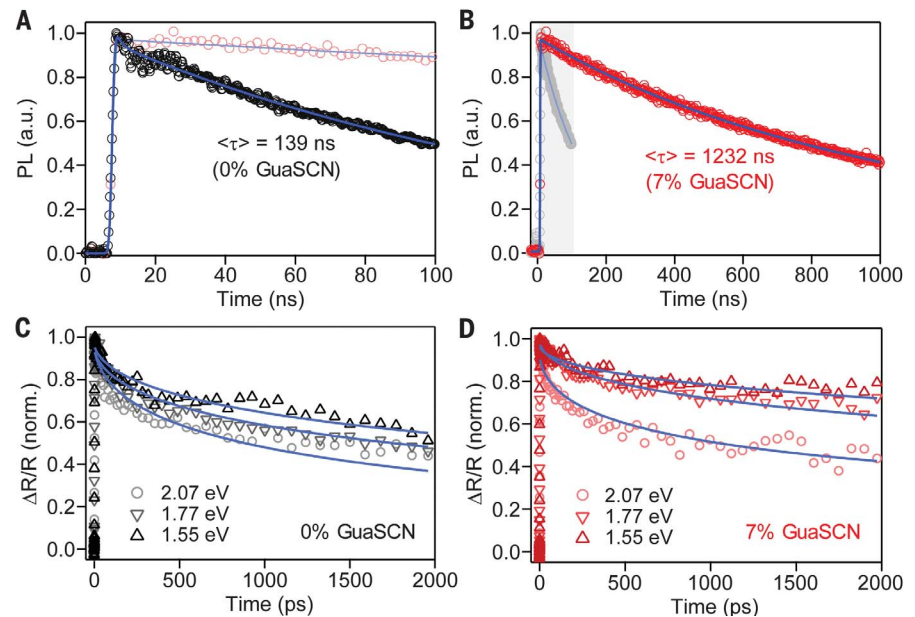 A
PL (a.u.)
1.0
0.8
0.6
0.4
0.2
0.0
<τ> = 139 ns
(0% GuaSCN)
0 20 40 60 80 100
Time (ns)
B
PL (a.u.)
1.0
0.8
0.6
0.4
0.2
0.0
<τ> = 1232 ns
(7% GuaSCN)
0 200 400 600 800 1000
Time (ns)
C
ΔR/R (norm.)
1.0
0.8
0.6
0.4
0.2
0.0
2.07 eV
1.77 eV
1.55 eV
0% GuaSCN
0 500 1000 1500 2000
Time (ps)
D
ΔR/R (norm.)
1.0
0.8
0.6
0.4
0.2
0.0
2.07 eV
1.77 eV
1.55 eV
7% GuaSCN
0 500 1000 1500 2000
Time (ps)